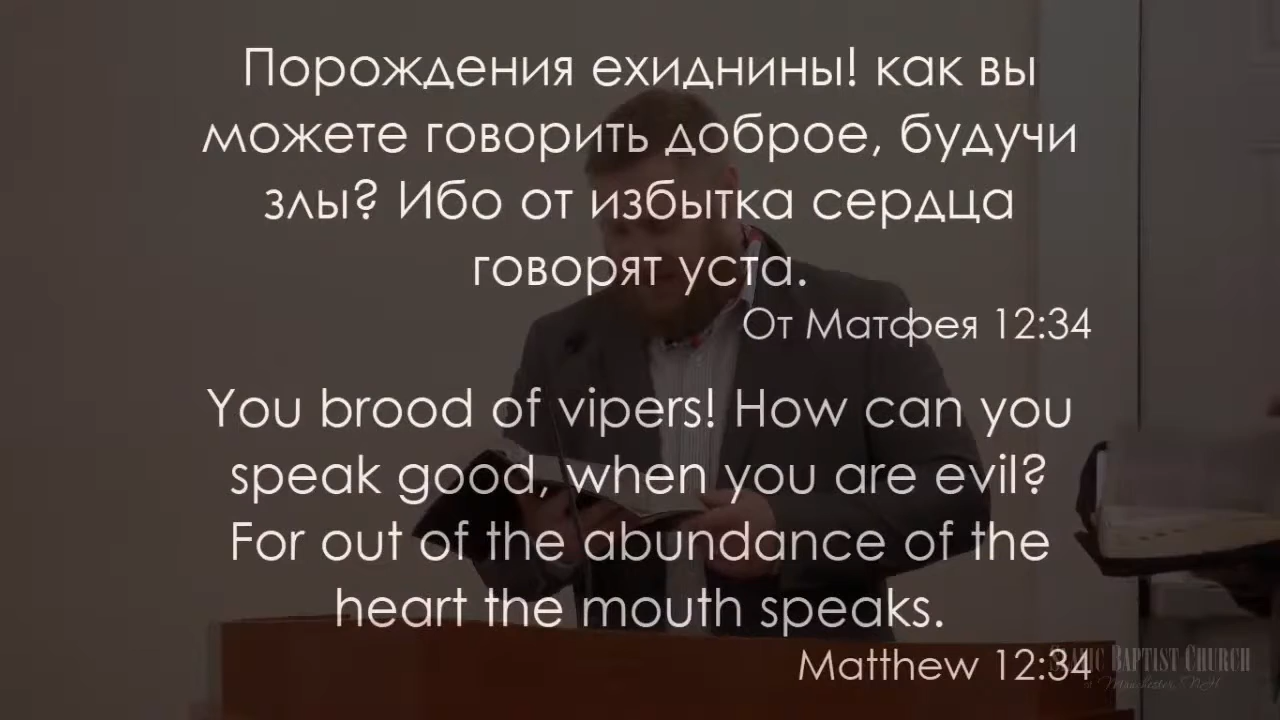 Порождения ехиднины! как вы
можете говорить доброе, будучи
злы? Ибо от избытка сердца
говорят уста.
От Матфея 12:34
You brood of vipers! How can you
speak good, when you are evil?
For out of the abundance of the
heart the mouth speaks.
Matthew 12:34
Baptist Church
Manchester, NH